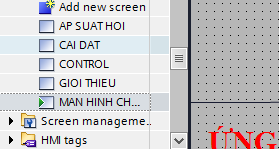 Add new screen
AP SUAT HOI
CAI DAT
CONTROL
GIOI THIEU
MAN HINH CH...
Screen manageme...
HMI tags
ỨNG